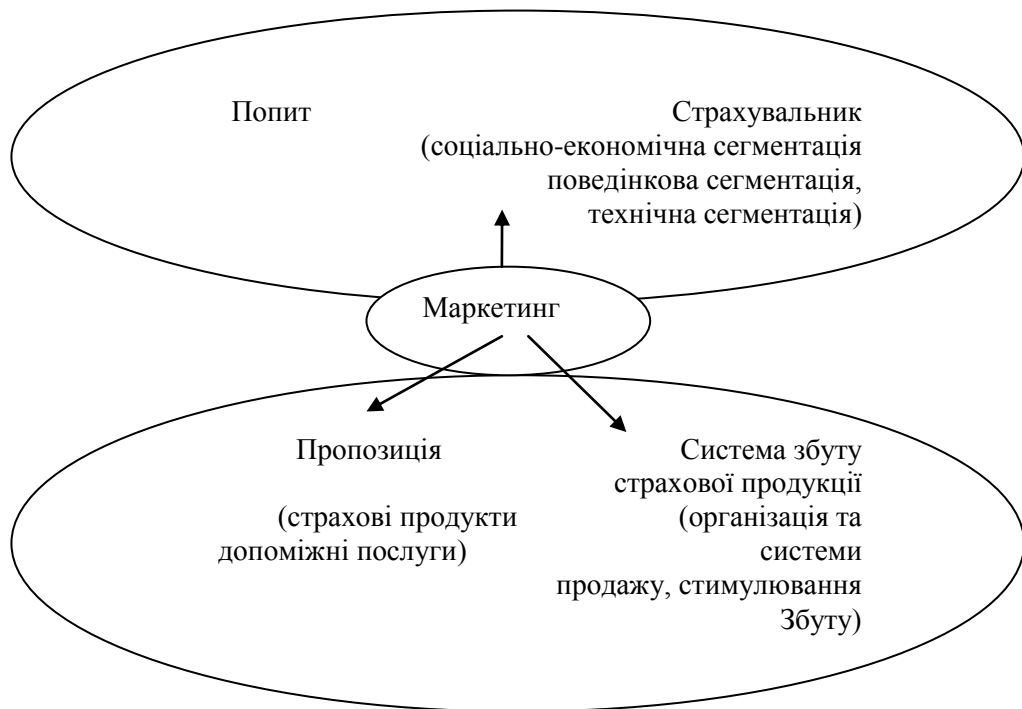 Попит
Страхувальник
(соціально-економічна сегментація
поведінкова сегментація,
технічна сегментація)
Маркетинг
Пропозиція
(страхові продукти
допоміжні послуги)
Система збуту
страхової продукції
(організація та
системи
продажу, стимулювання
Збуту)